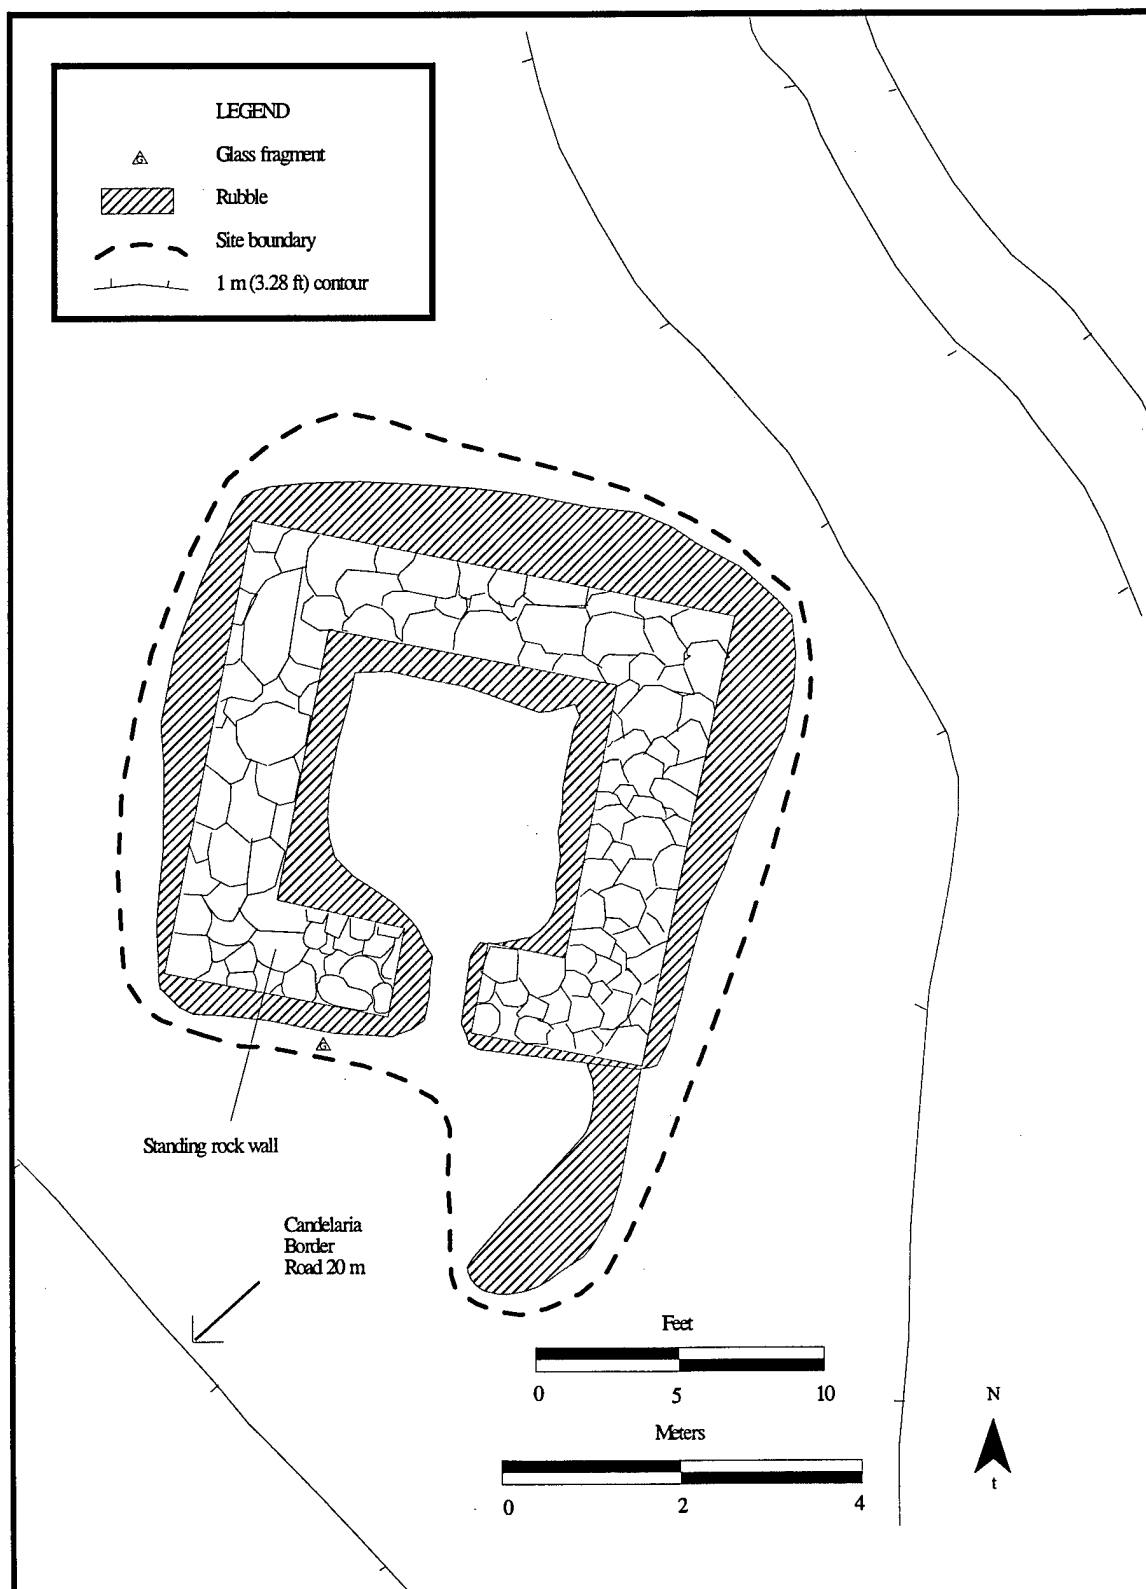 LEGEND
G
Glass fragment
Rubble
Site boundary
1 m (3.28 ft) contour
G
Standing rock wall
Candelaria
Border
Road 20 m
Feet
0 5 10
N
Meters
t
0 2 4